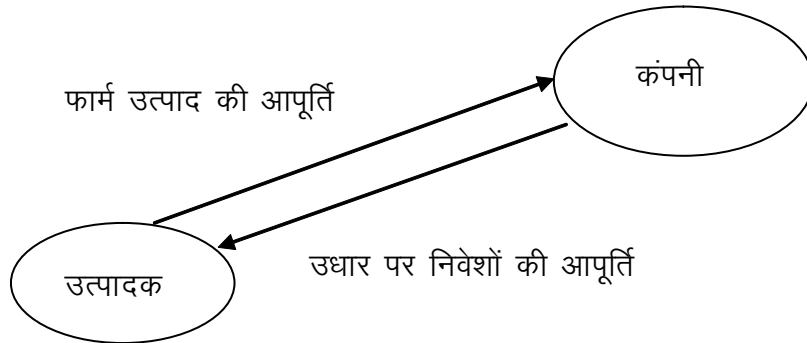 कंपनी
फार्म उत्पाद की आपूर्ति
उधार पर निवेशों की आपूर्ति
उत्पादक